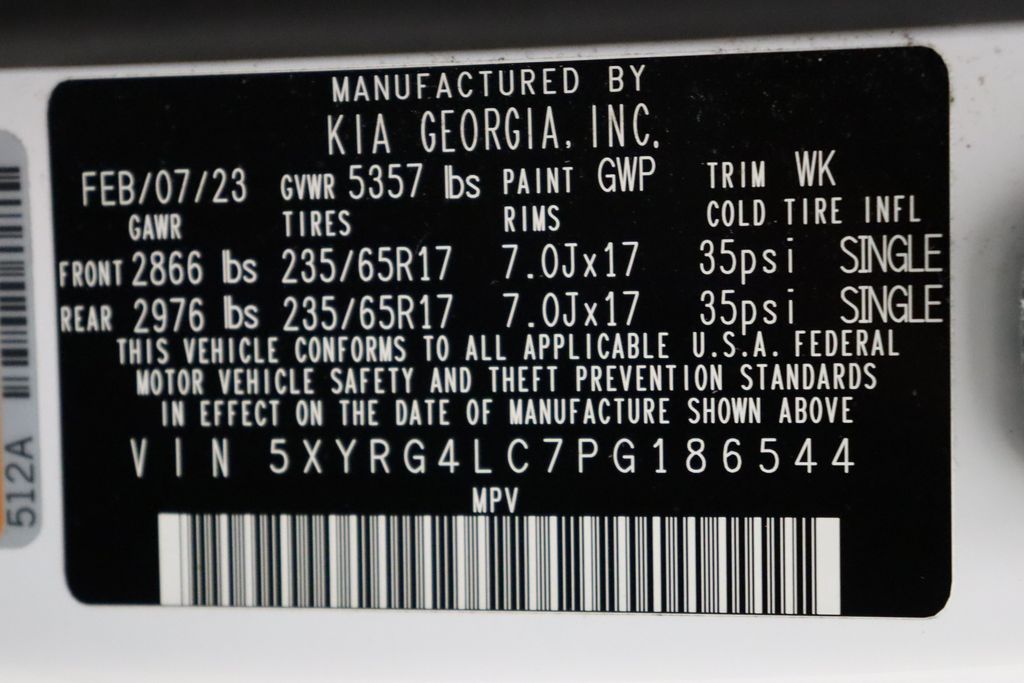 MANUFACTURED BY
KIA GEORGIA, INC.
FEB/07/23 GVWR 5357 lbs PAINT GWP TRIM WK
GAWR TIRES RIMS COLD TIRE INFL
FRONT 2866 lbs 235/65R17 7.0Jx17 35psi SINGLE
REAR 2976 lbs 235/65R17 7.0Jx17 35psi SINGLE
THIS VEHICLE CONFORMS TO ALL APPLICABLE U.S.A. FEDERAL
MOTOR VEHICLE SAFETY AND THEFT PREVENTION STANDARDS
IN EFFECT ON THE DATE OF MANUFACTURE SHOWN ABOVE
VIN 5XYRG4LC7PG186544
MPV
512A